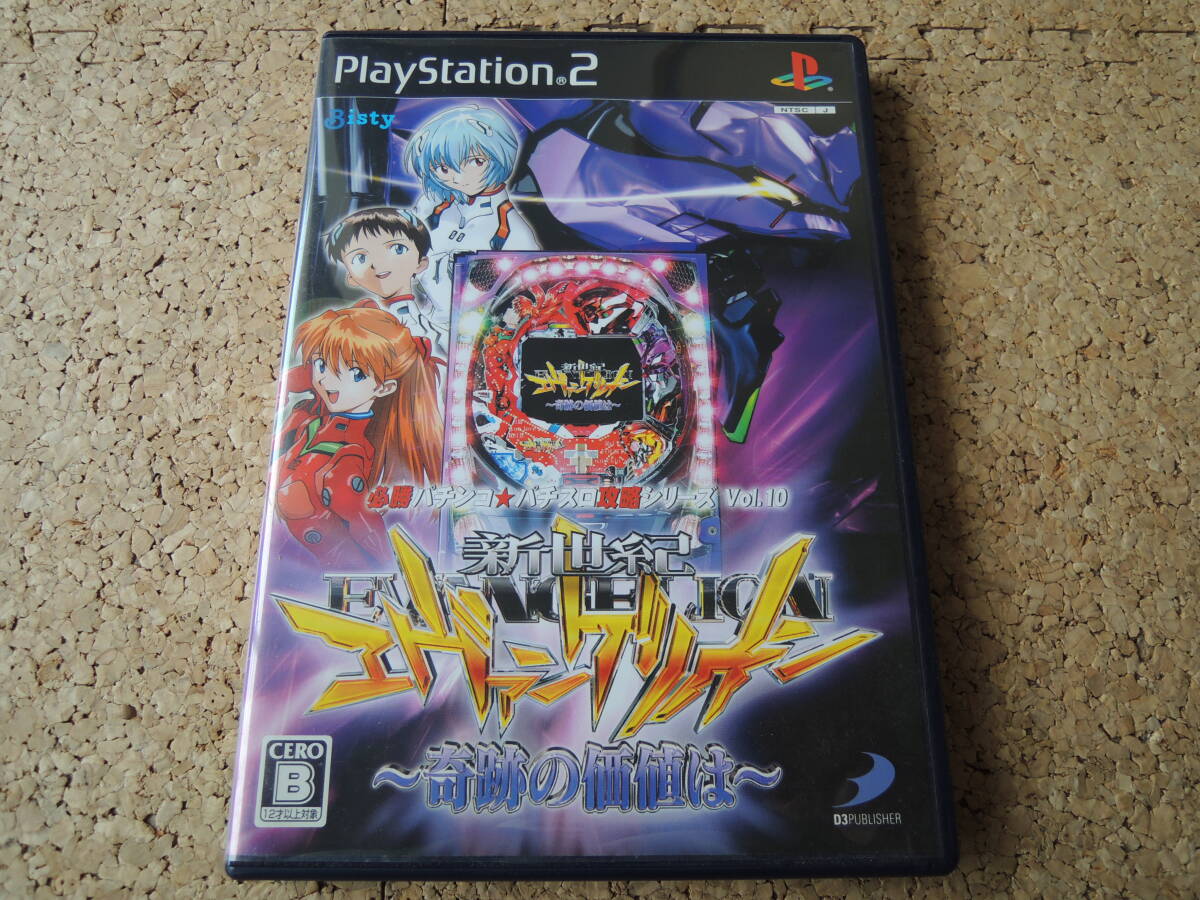 PlayStation®2
NTSC J
Bisty
新世紀
EVANGELION
エヴァンゲリオン
～奇跡の価値は～
必勝パチンコ★パチスロ攻略シリーズ Vol.10
新世紀
EVANGELION
エヴァンゲリオン
～奇跡の価値は～
CERO
B
12才以上対象
D3PUBLISHER